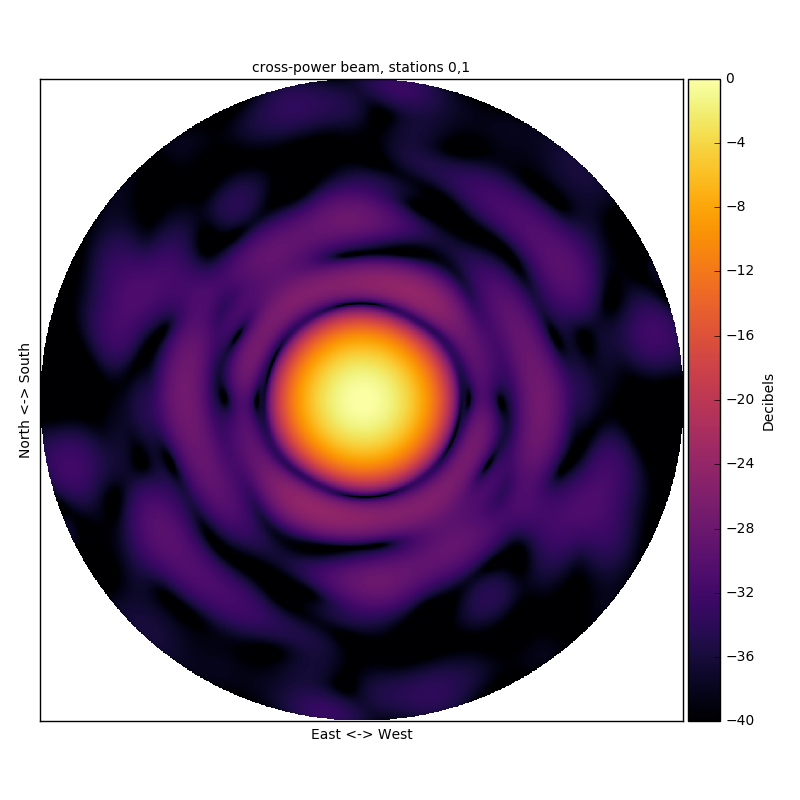 cross-power beam, stations 0,1
North <-> South
East <-> West
0
−4
−8
−12
−16
−20
−24
−28
−32
−36
−40
Decibels